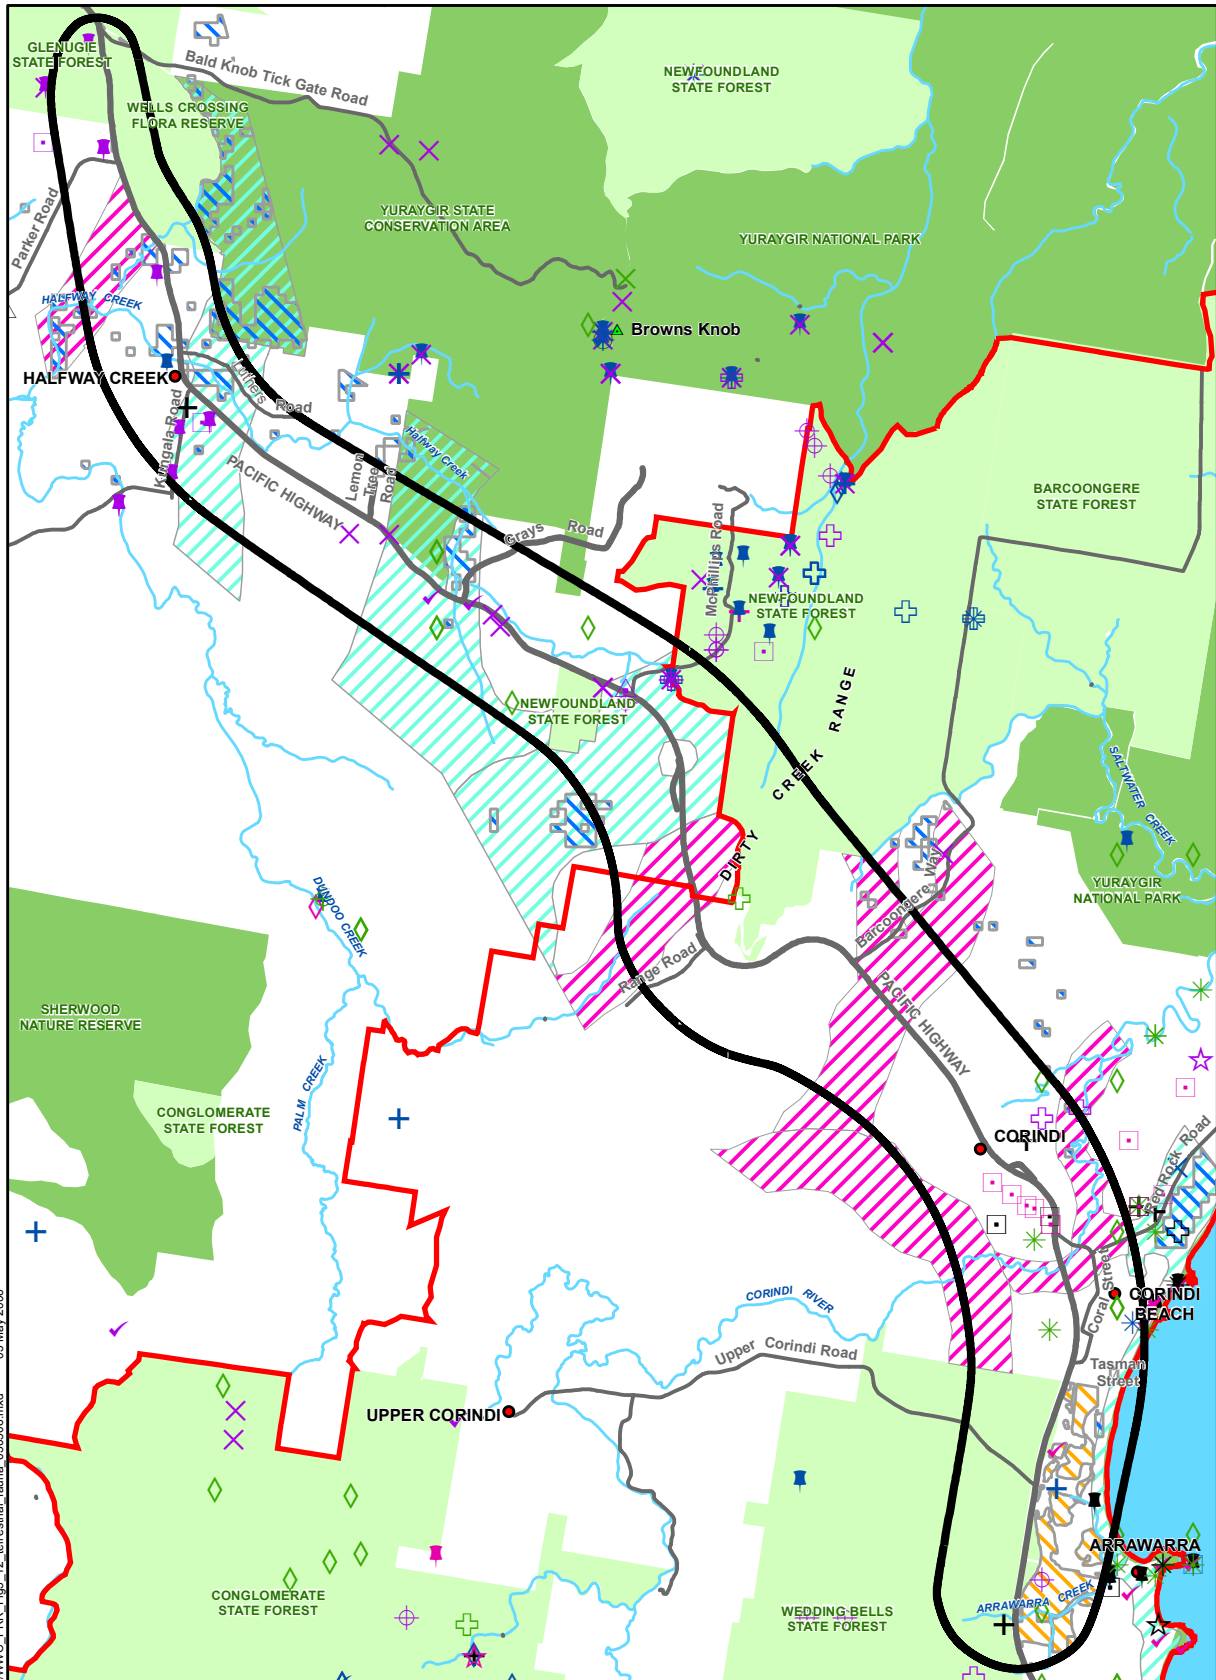 GLENUGIE
STATE FOREST
Bald Knob Tick Gate Road
NEWFOUNDLAND
STATE FOREST
WELLS CROSSING
FLORA RESERVE
Parker Road
YURAYGIR STATE
CONSERVATION AREA
YURAYGIR NATIONAL PARK
HALFWAY CREEK
Browns Knob
HALFWAY CREEK
Luthers
Road
Kungala Road
Halfway Creek
PACIFIC HIGHWAY
Lemon
Tree
Road
Grays Road
McPhillips Road
BARCOONGERE
STATE FOREST
NEWFOUNDLAND
STATE FOREST
NEWFOUNDLAND
STATE FOREST
DIRTY CREEK RANGE
SALTWATER CREEK
YURAYGIR
NATIONAL PARK
DUNDOO CREEK
Barcoongere Way
Range Road
PACIFIC HIGHWAY
SHERWOOD
NATURE RESERVE
PALM CREEK
CONGLOMERATE
STATE FOREST
CORINDI
Red Rock Road
CORINDI RIVER
Coral Street
CORINDI
BEACH
Upper Corindi Road
Tasman
Street
UPPER CORINDI
ARRAWARRA
ARRAWARRA CREEK
CONGLOMERATE
STATE FOREST
WEDDING BELLS
STATE FOREST